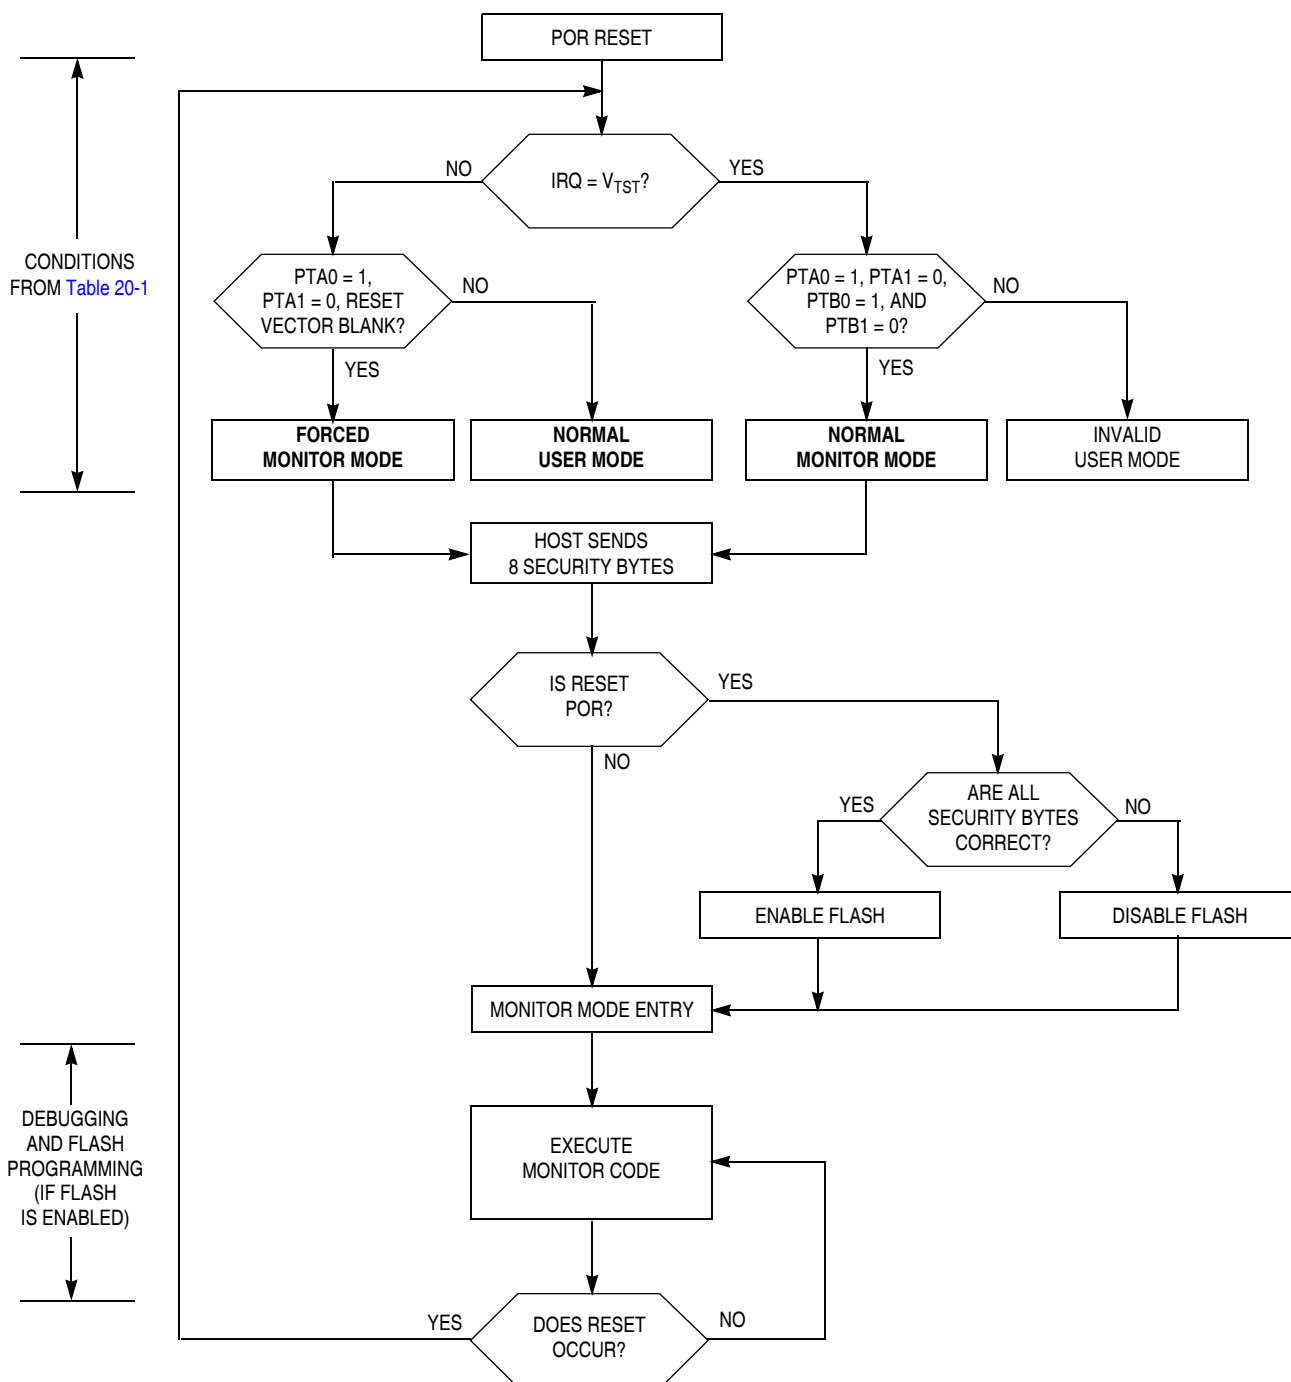 POR RESET
NO
IRQ = VTST?
YES
CONDITIONS
FROM Table 20-1
PTA0 = 1,
PTA1 = 0, RESET
VECTOR BLANK?
NO
PTA0 = 1, PTA1 = 0,
PTB0 = 1, AND
PTB1 = 0?
NO
YES
YES
FORCED
MONITOR MODE
NORMAL
USER MODE
NORMAL
MONITOR MODE
INVALID
USER MODE
HOST SENDS
8 SECURITY BYTES
IS RESET
POR?
YES
NO
YES
ARE ALL
SECURITY BYTES
CORRECT?
NO
ENABLE FLASH
DISABLE FLASH
MONITOR MODE ENTRY
DEBUGGING
AND FLASH
PROGRAMMING
(IF FLASH
IS ENABLED)
EXECUTE
MONITOR CODE
YES
DOES RESET
OCCUR?
NO